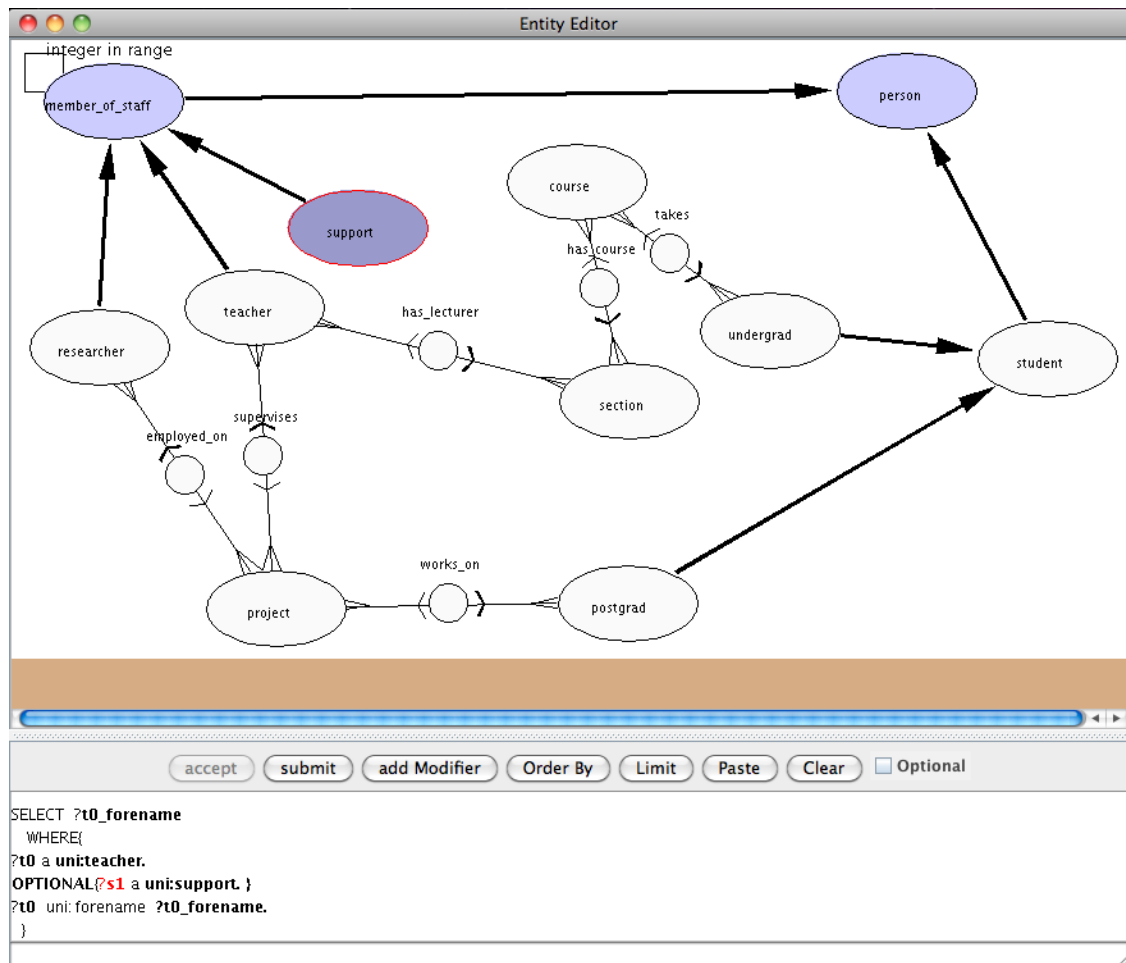 Entity Editor
integer in range
member_of_staff
person
course
takes
support
has_course
teacher
has_lecturer
undergrad
researcher
student
section
supervises
employed_on
works_on
project
postgrad
accept submit add Modifier Order By Limit Paste Clear Optional
SELECT ?t0_forename
WHERE{
?t0 a uni:teacher.
OPTIONAL{?s1 a uni:support. }
?t0 uni: forename ?t0_forename.
}